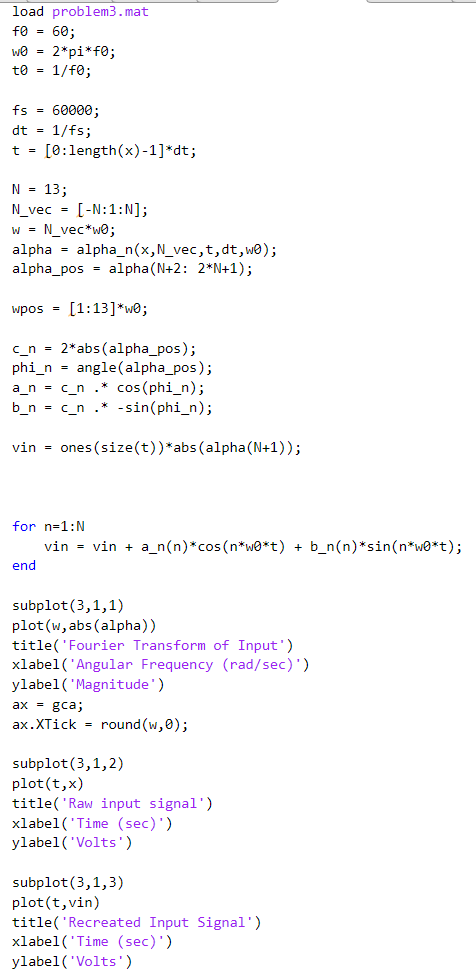 load problem3.mat
f0 = 60;
w0 = 2*pi*f0;
t0 = 1/f0;
fs = 60000;
dt = 1/fs;
t = [0:length(x)-1]*dt;
N = 13;
N_vec = [-N:1:N];
w = N_vec*w0;
alpha = alpha_n(x,N_vec,t,dt,w0);
alpha_pos = alpha(N+2: 2*N+1);
wpos = [1:13]*w0;
c_n = 2*abs(alpha_pos);
phi_n = angle(alpha_pos);
a_n = c_n .* cos(phi_n);
b_n = c_n .* -sin(phi_n);
vin = ones(size(t))*abs(alpha(N+1));
for n=1:N
    vin = vin + a_n(n)*cos(n*w0*t) + b_n(n)*sin(n*w0*t);
end
subplot(3,1,1)
plot(w,abs(alpha))
title('Fourier Transform of Input')
xlabel('Angular Frequency (rad/sec)')
ylabel('Magnitude')
ax = gca;
ax.XTick = round(w,0);
subplot(3,1,2)
plot(t,x)
title('Raw input signal')
xlabel('Time (sec)')
ylabel('Volts')
subplot(3,1,3)
plot(t,vin)
title('Recreated Input Signal')
xlabel('Time (sec)')
ylabel('Volts')